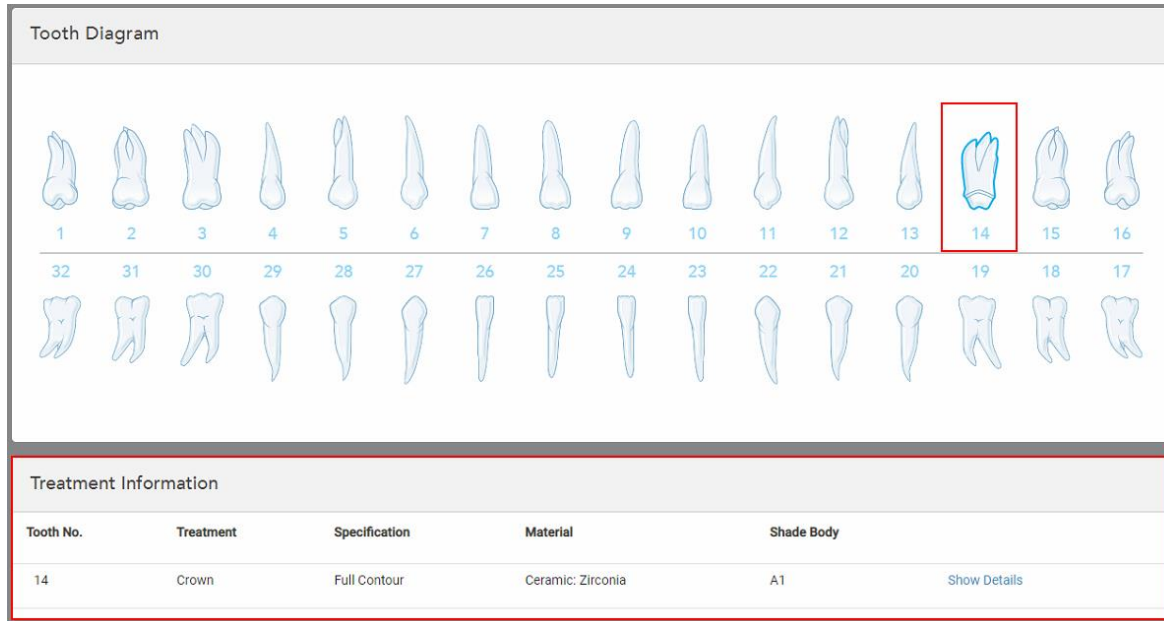 Tooth Diagram
1 2 3 4 5 6 7 8 9 10 11 12 13 14 15 16
32 31 30 29 28 27 26 25 24 23 22 21 20 19 18 17
Treatment Information
Tooth No. Treatment Specification Material Shade Body
14 Crown Full Contour Ceramic: Zirconia A1 Show Details